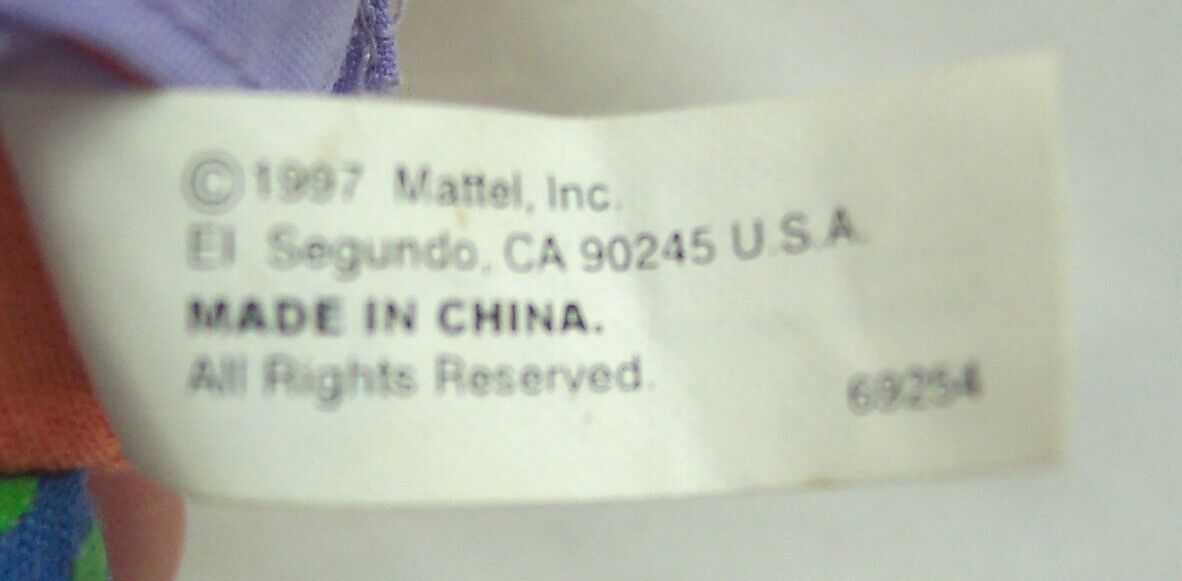 ©1997 Mattel, Inc.
El Segundo, CA 90245 U.S.A.
MADE IN CHINA.
All Rights Reserved. 69254